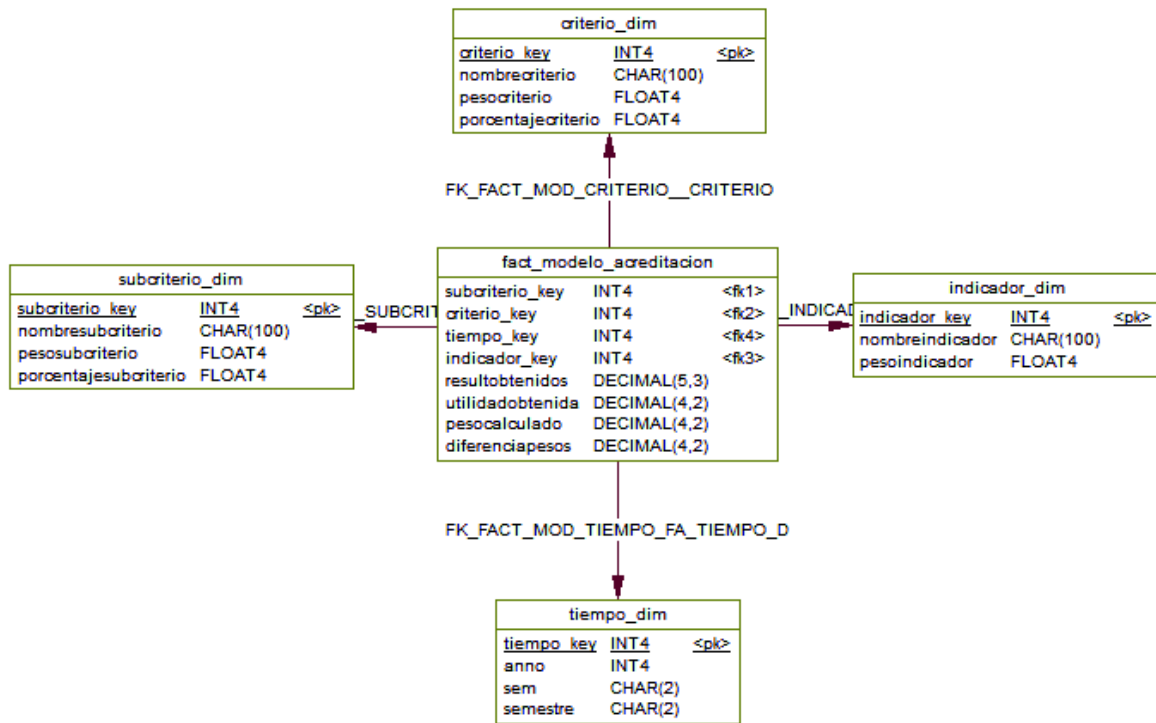 criterio_dim
criterio_key INT4 <pk>
nombrecriterio CHAR(100)
pesocriterio FLOAT4
porcentajecriterio FLOAT4
FK_FACT_MOD_CRITERIO__CRITERIO
subcriterio_dim
subcriterio_key INT4 <pk>
nombresubcriterio CHAR(100)
pesosubcriterio FLOAT4
porcentajesubcriterio FLOAT4
_SUBCRIT
fact_modelo_acreditacion
subcriterio_key INT4 <fk1>
criterio_key INT4 <fk2>
tiempo_key INT4 <fk4>
indicador_key INT4 <fk3>
resultobtenidos DECIMAL(5,3)
utilidadobtenida DECIMAL(4,2)
pesocalculado DECIMAL(4,2)
diferenciapesos DECIMAL(4,2)
_INDICAD
indicador_dim
indicador_key INT4 <pk>
nombreindicador CHAR(100)
pesoindicador FLOAT4
FK_FACT_MOD_TIEMPO_FA_TIEMPO_D
tiempo_dim
tiempo_key INT4 <pk>
anno INT4
sem CHAR(2)
semestre CHAR(2)